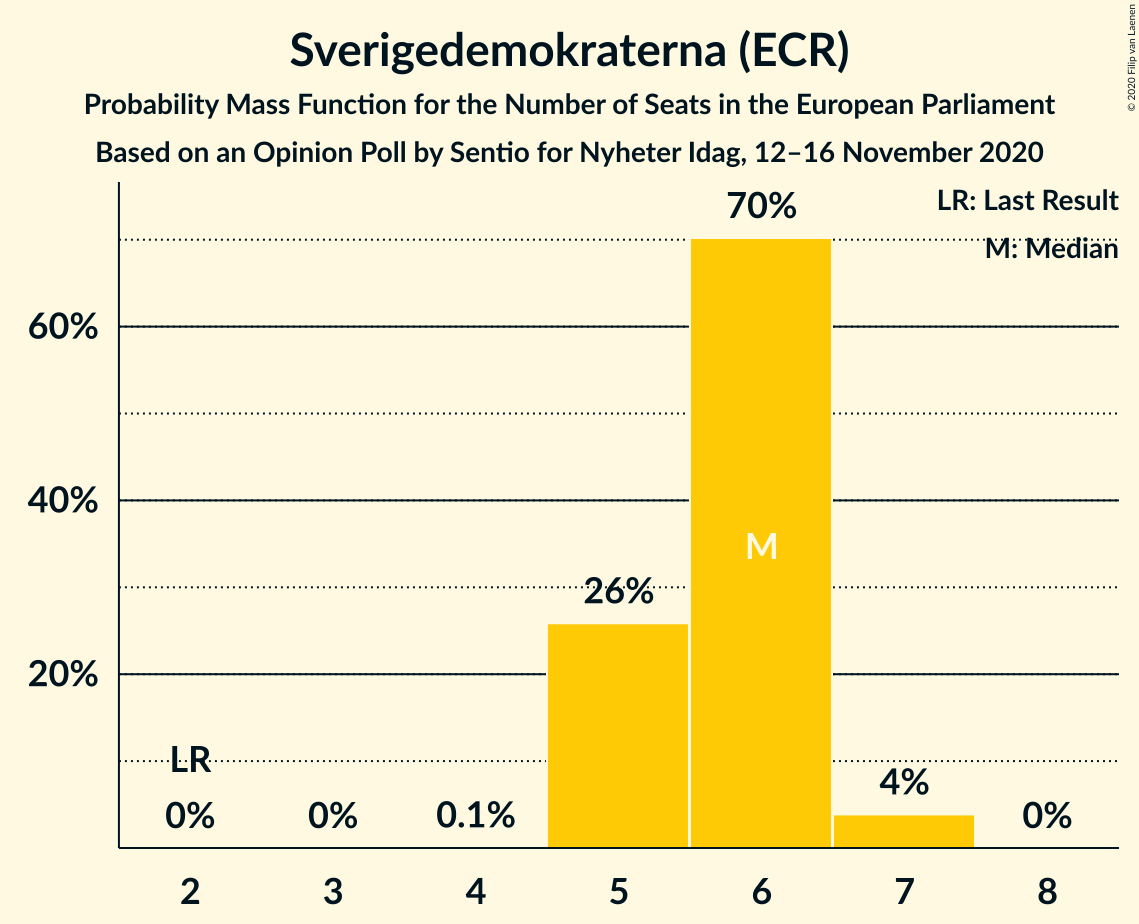 Sverigedemokraterna (ECR)
Probability Mass Function for the Number of Seats in the European Parliament
Based on an Opinion Poll by Sentio for Nyheter Idag, 12–16 November 2020
© 2020 Filip van Laenen
LR: Last Result
M: Median
70%
60%
40%
M
26%
20%
LR
4%
0%
0%
0.1%
0%
2
3
4
5
6
7
8